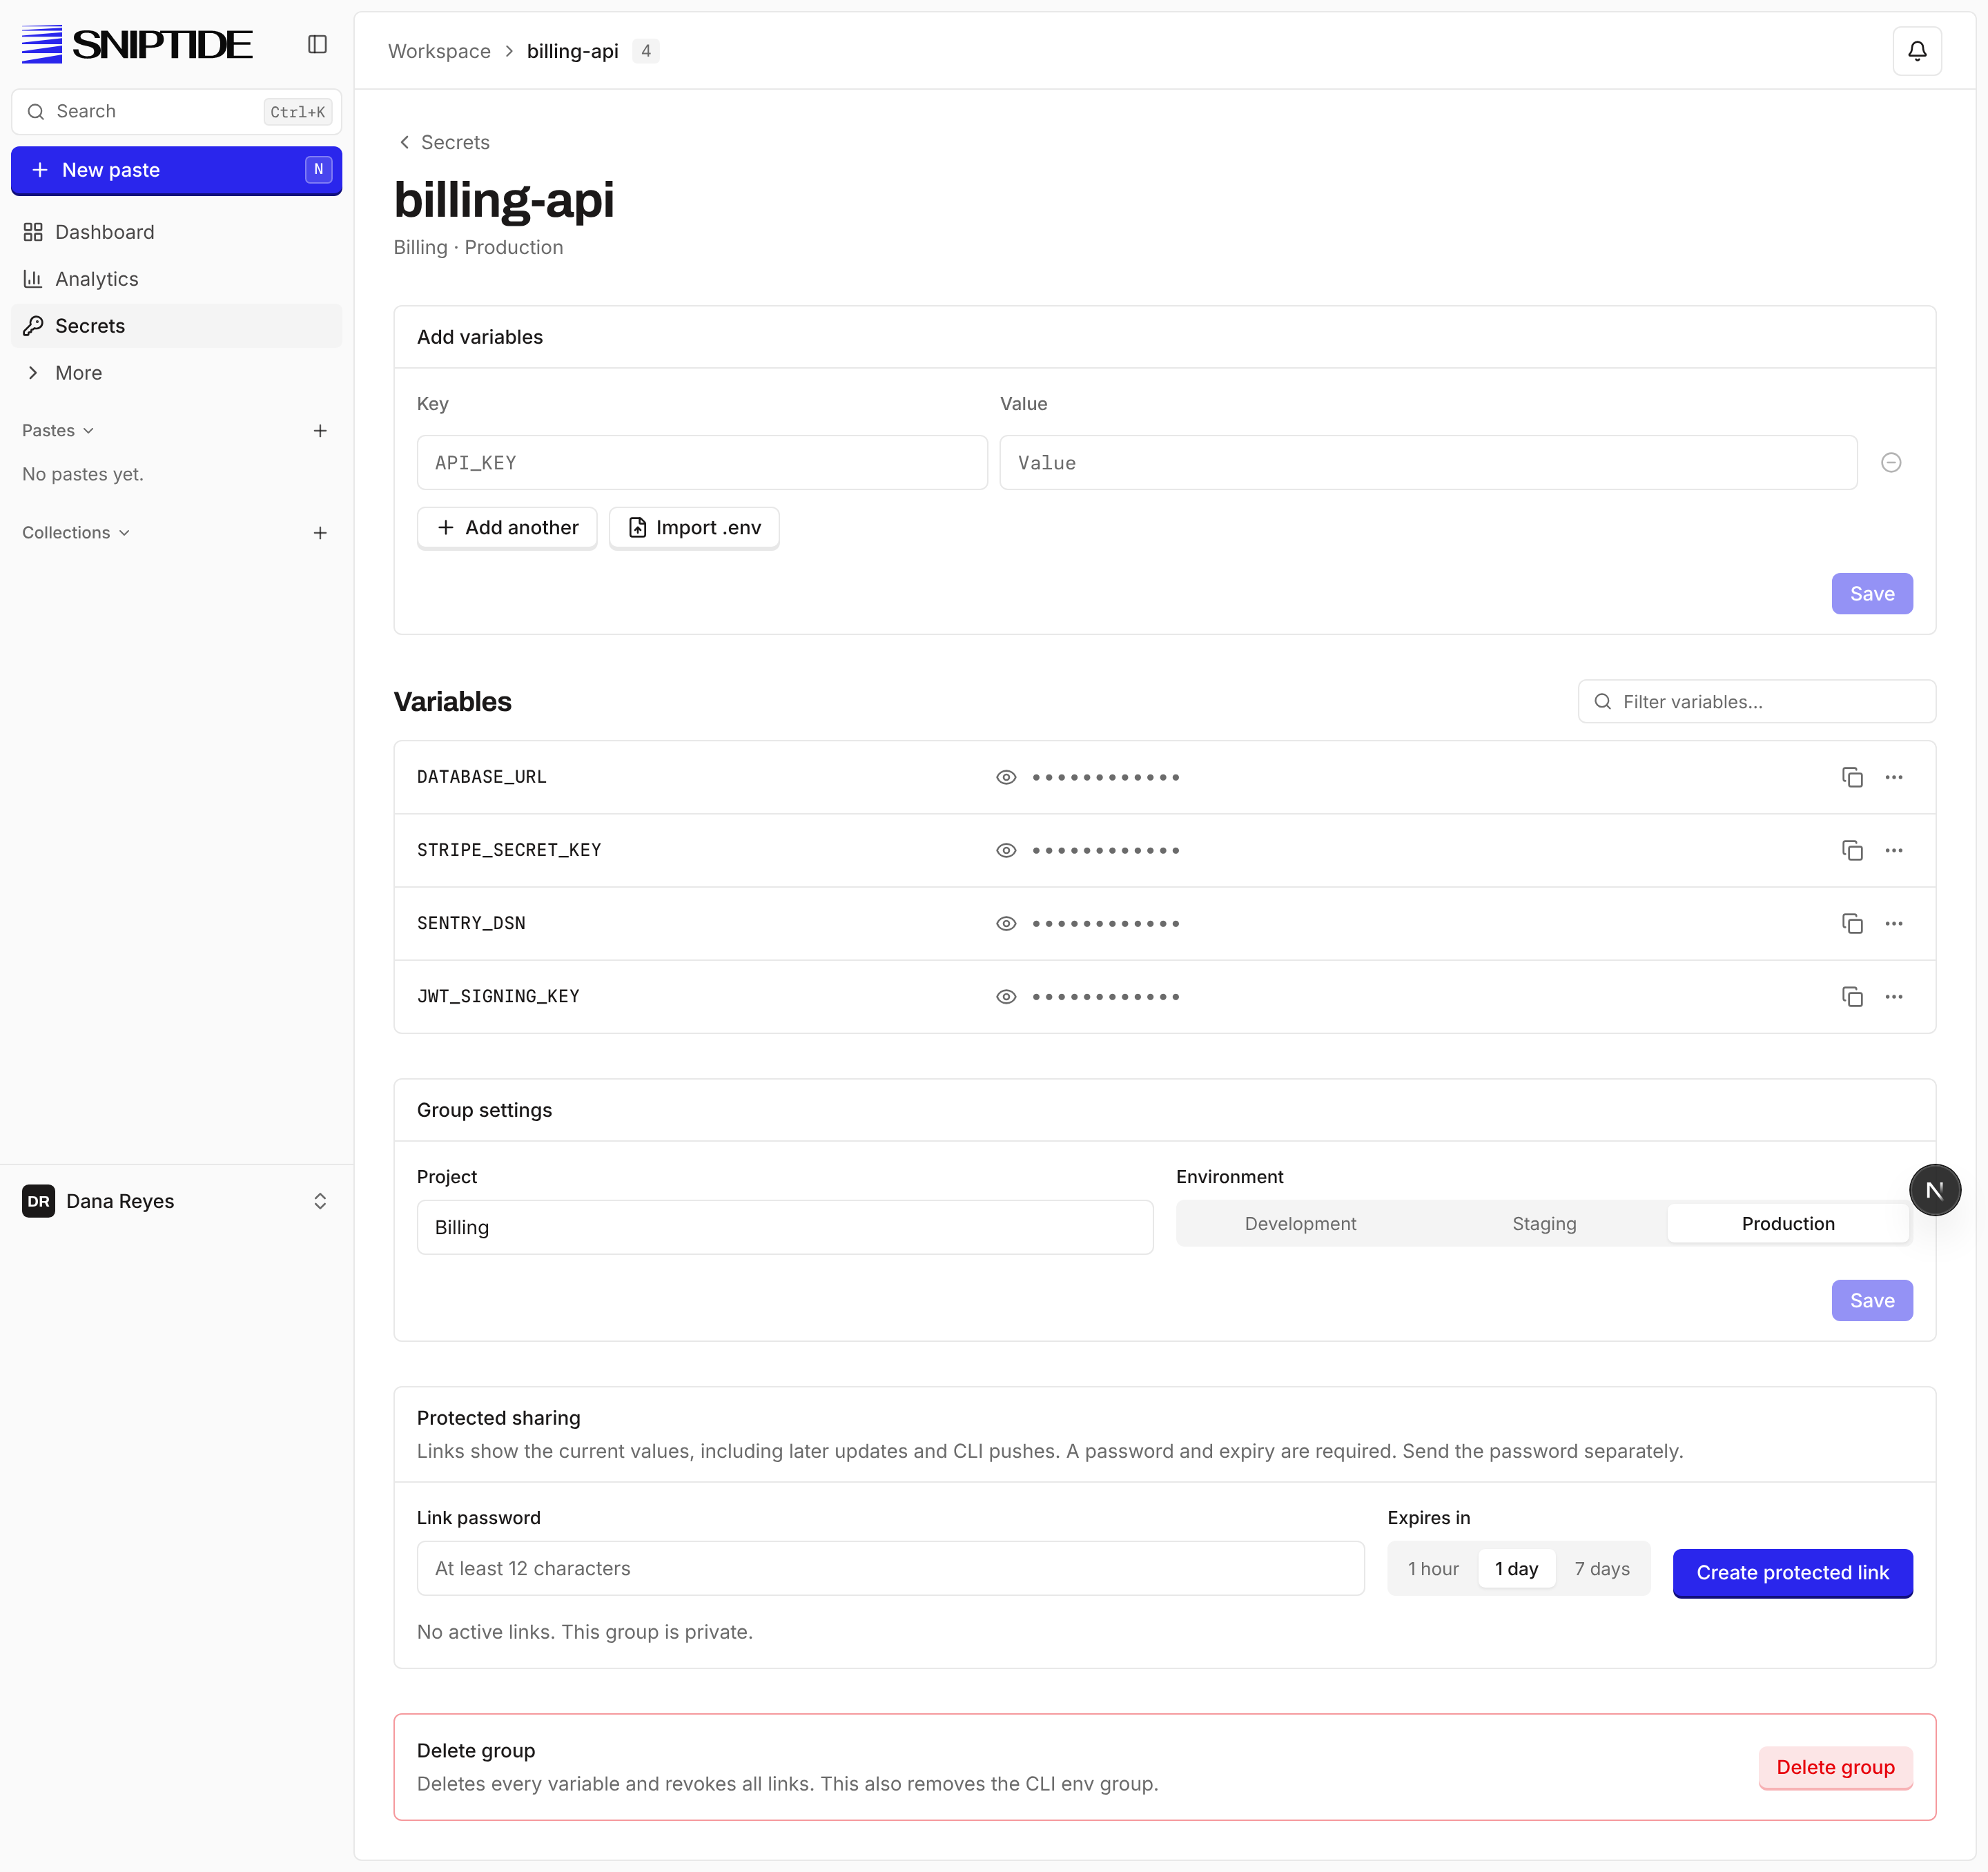 SNIPTIDE
Search Ctrl+K
New paste N
Dashboard
Analytics
Secrets
More
Pastes
No pastes yet.
Collections
DR Dana Reyes
Workspace > billing-api 4
Secrets
billing-api
Billing · Production
Add variables
Key Value
API_KEY Value
Add another Import .env
Save
Variables Filter variables...
DATABASE_URL ••••••••••••
STRIPE_SECRET_KEY ••••••••••••
SENTRY_DSN ••••••••••••
JWT_SIGNING_KEY ••••••••••••
Group settings
Project Environment
Billing Development Staging Production
N
Save
Protected sharing
Links show the current values, including later updates and CLI pushes. A password and expiry are required. Send the password separately.
Link password Expires in
At least 12 characters 1 hour 1 day 7 days Create protected link
No active links. This group is private.
Delete group
Deletes every variable and revokes all links. This also removes the CLI env group.
Delete group